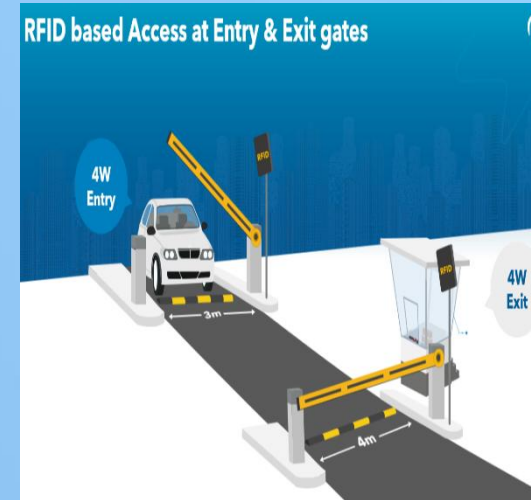 RFID based Access at Entry & Exit gates
4W
Entry
RFID
3m
RFID
4W
Exit
4m